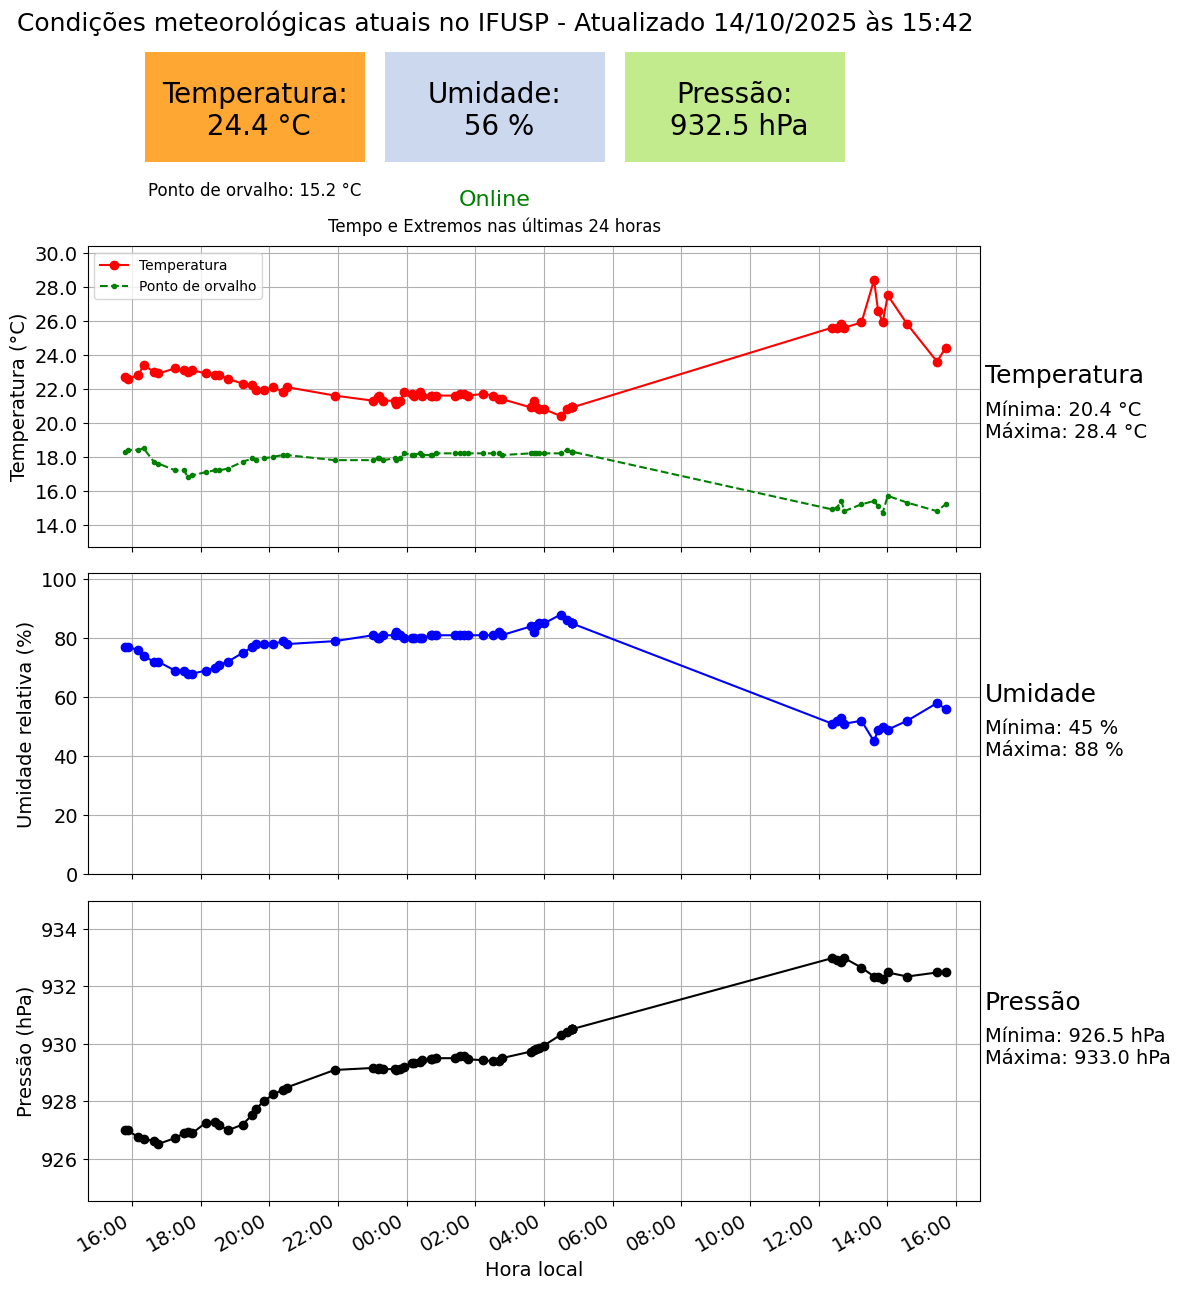 Condições meteorológicas atuais no IFUSP - Atualizado 14/10/2025 às 15:42
Temperatura:
24.4 °C
Umidade:
56 %
Pressão:
932.5 hPa
Ponto de orvalho: 15.2 °C
Online
Tempo e Extremos nas últimas 24 horas
Temperatura (°C)
30.0
28.0
26.0
24.0
22.0
20.0
18.0
16.0
14.0
Temperatura
Ponto de orvalho
Temperatura
Mínima: 20.4 °C
Máxima: 28.4 °C
Umidade relativa (%)
100
80
60
40
20
0
Umidade
Mínima: 45 %
Máxima: 88 %
Pressão (hPa)
934
932
930
928
926
Pressão
Mínima: 926.5 hPa
Máxima: 933.0 hPa
16:00
18:00
20:00
22:00
00:00
02:00
04:00
06:00
08:00
10:00
12:00
14:00
16:00
Hora local